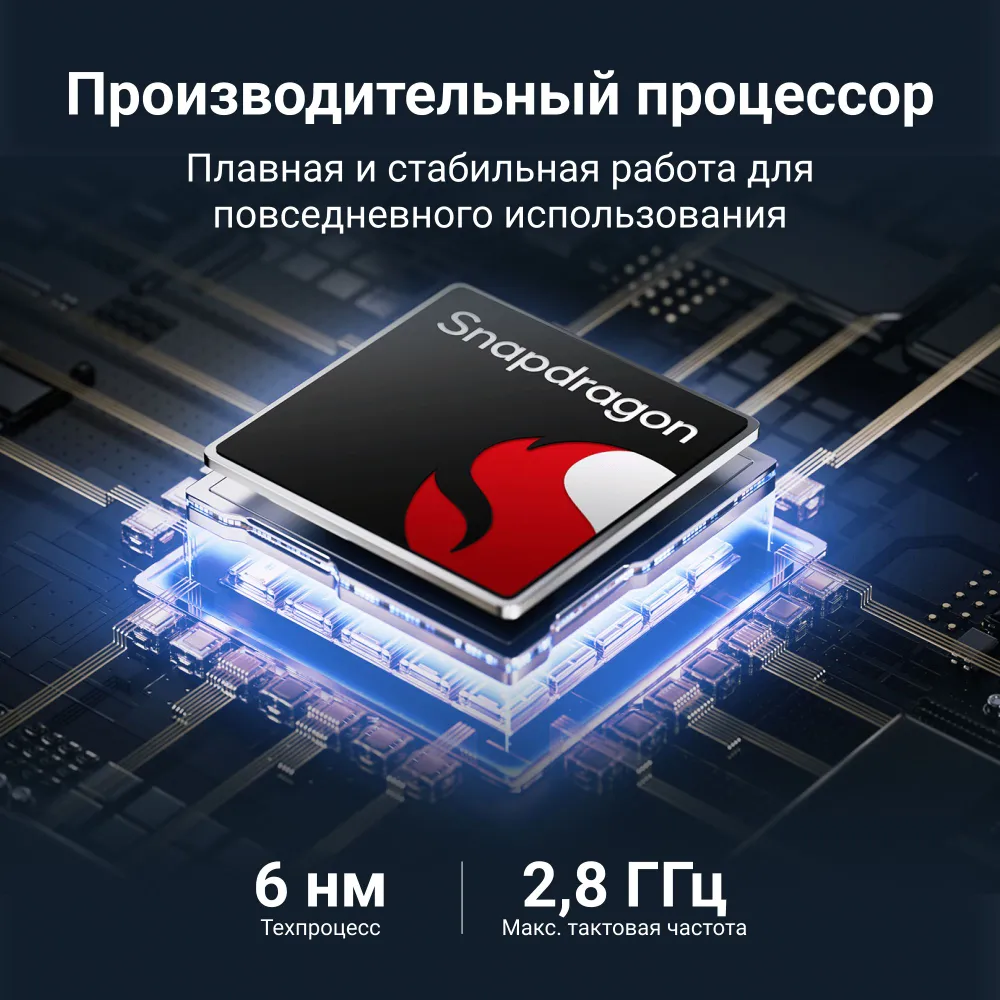 Производительный процессор
Плавная и стабильная работа для
повседневного использования
Snapdragon
6 нм
Техпроцесс
2,8 ГГц
Макс. тактовая частота